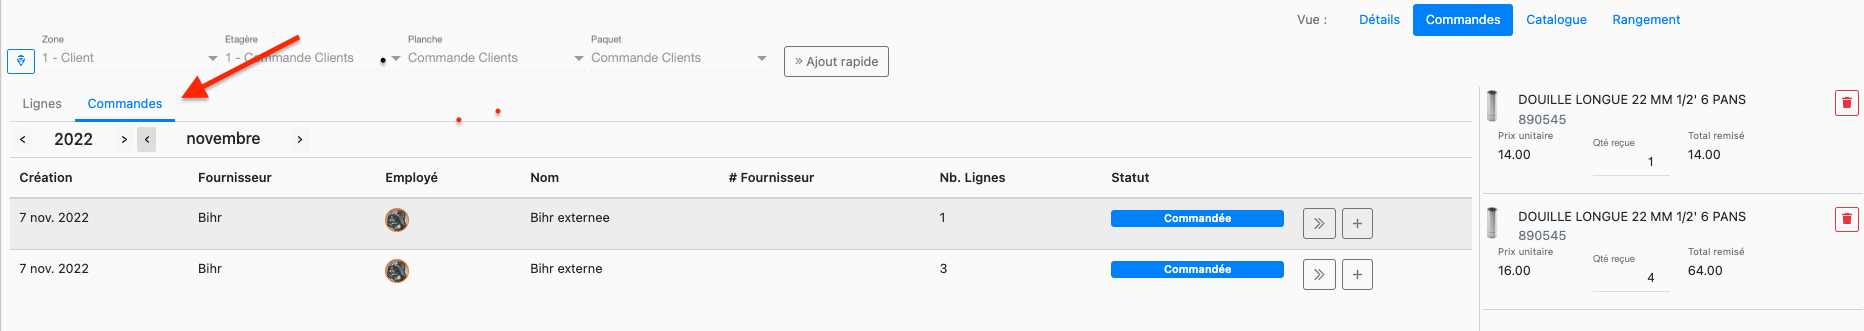 Vue : Détails Commandes Catalogue Rangement
Zone Etagère Planche Paquet
1 - Client 1 - Commande Clients Commande Clients Commande Clients » Ajout rapide
Lignes Commandes
< 2022 > < novembre >
Création Fournisseur Employé Nom # Fournisseur Nb. Lignes Statut
7 nov. 2022 Bihr Bihr externee 1 Commandée » +
7 nov. 2022 Bihr Bihr externe 3 Commandée » +
DOUILLE LONGUE 22 MM 1/2' 6 PANS
890545
Prix unitaire Qté reçue Total remisé
14.00 1 14.00
DOUILLE LONGUE 22 MM 1/2' 6 PANS
890545
Prix unitaire Qté reçue Total remisé
16.00 4 64.00